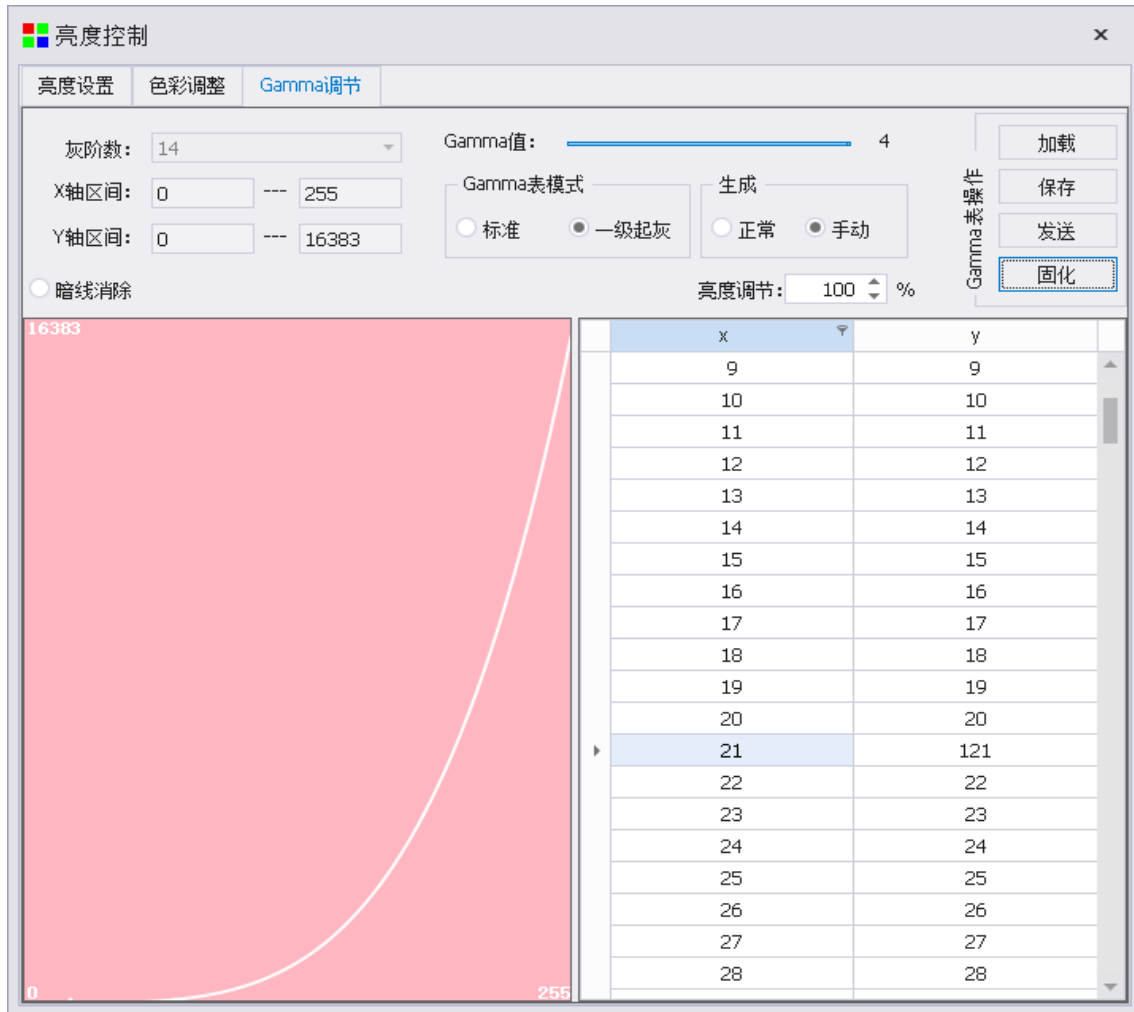 亮度控制
亮度设置 色彩调整 Gamma调节
灰阶数: 14 Gamma值: 4
X轴区间: 0 --- 255
Y轴区间: 0 --- 16383
Gamma表模式
标准 一级起灰
生成
正常 手动
暗线消除
亮度调节: 100 %
Gamma表操作
加载
保存
发送
固化
16383
0 255
x y
9 9
10 10
11 11
12 12
13 13
14 14
15 15
16 16
17 17
18 18
19 19
20 20
21 121
22 22
23 23
24 24
25 25
26 26
27 27
28 28